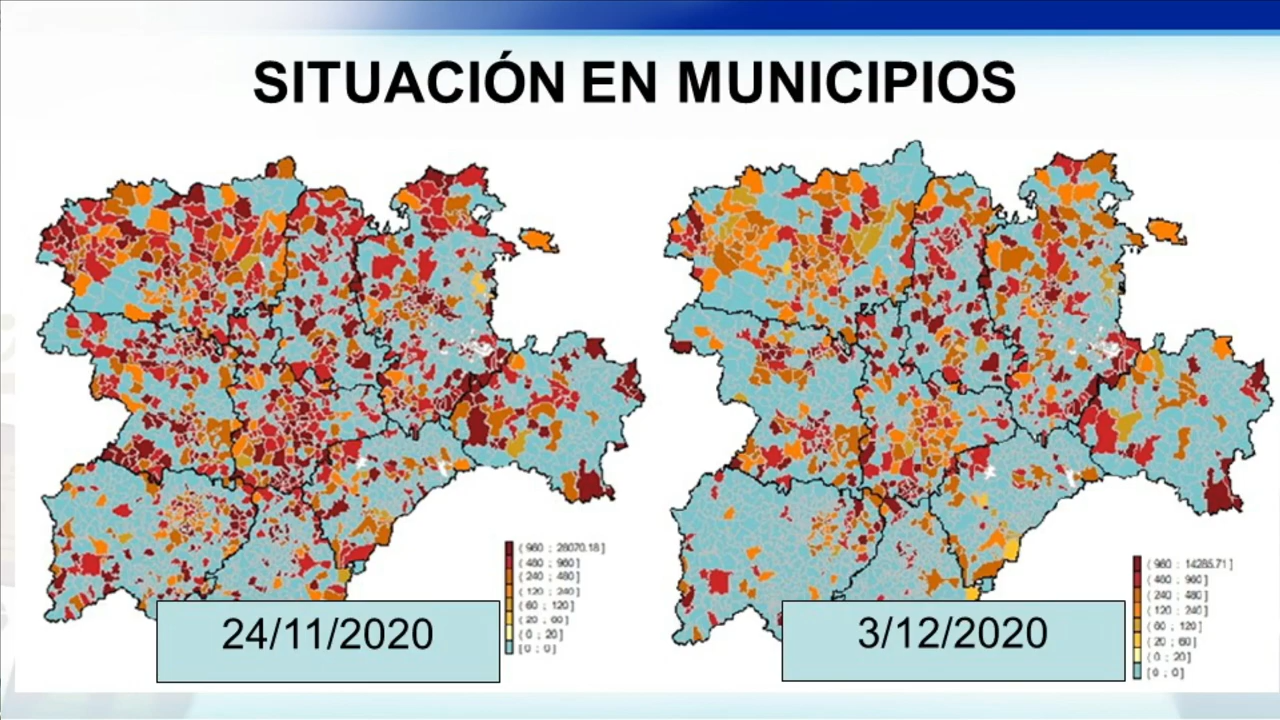 SITUACIÓN EN MUNICIPIOS
( 960 ; 28070.18 ]
( 480 ; 960 ]
( 240 ; 480 ]
( 120 ; 240 ]
( 60 ; 120 ]
( 20 ; 60 ]
( 0 ; 20 ]
[ 0 ; 0 ]
24/11/2020
( 960 ; 14285.71 ]
( 480 ; 960 ]
( 240 ; 480 ]
( 120 ; 240 ]
( 60 ; 120 ]
( 20 ; 60 ]
( 0 ; 20 ]
[ 0 ; 0 ]
3/12/2020